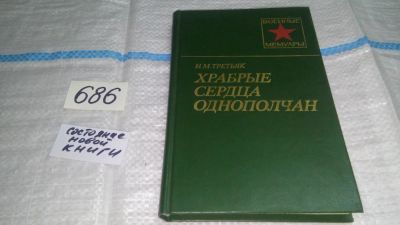 686
состояние
новой
книги
ВОЕННЫЕ
МЕМУАРЫ
И.М.ТРЕТЬЯК
ХРАБРЫЕ
СЕРДЦА
ОДНОПОЛЧАН